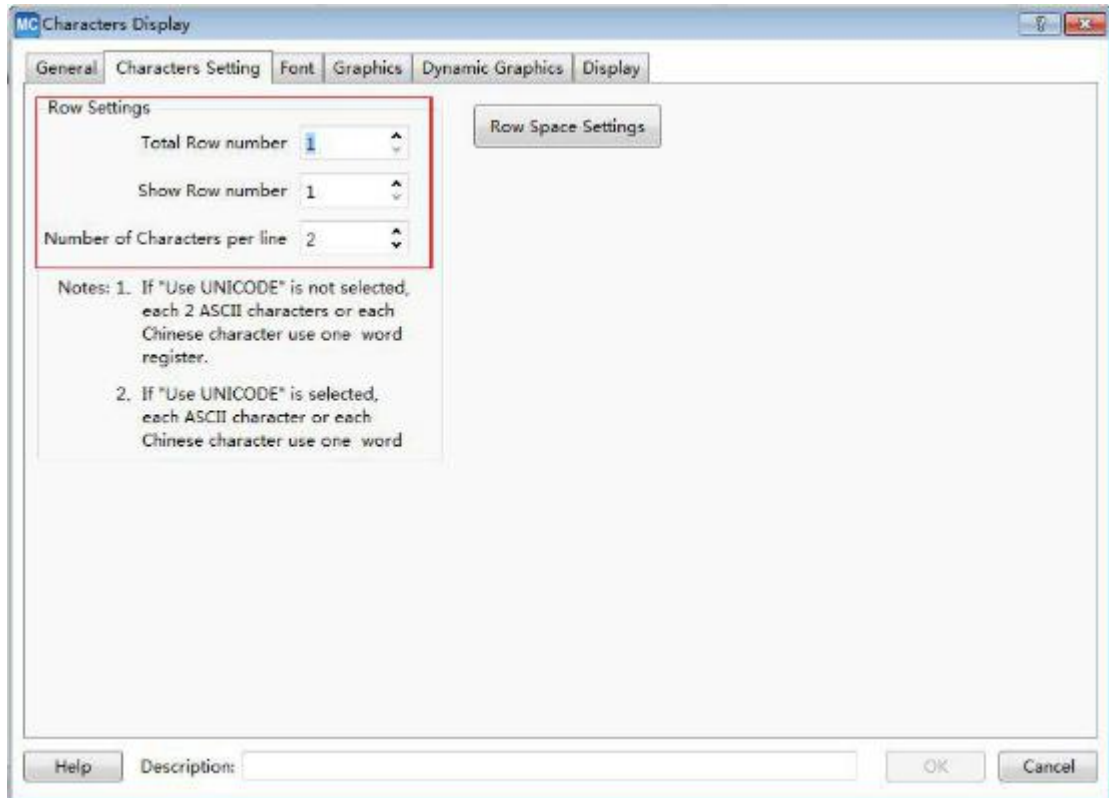 MC Characters Display
General Characters Setting Font Graphics Dynamic Graphics Display
Row Settings
Total Row number 1
Show Row number 1
Number of Characters per line 2
Row Space Settings
Notes: 1. If "Use UNICODE" is not selected,
each 2 ASCII characters or each
Chinese character use one word
register.
2. If "Use UNICODE" is selected,
each ASCII character or each
Chinese character use one word
Help Description: OK Cancel